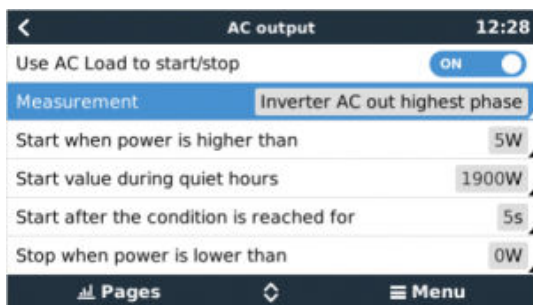 AC output 12:28
Use AC Load to start/stop ON
Measurement Inverter AC out highest phase
Start when power is higher than 5W
Start value during quiet hours 1900W
Start after the condition is reached for 5s
Stop when power is lower than 0W
Pages Menu